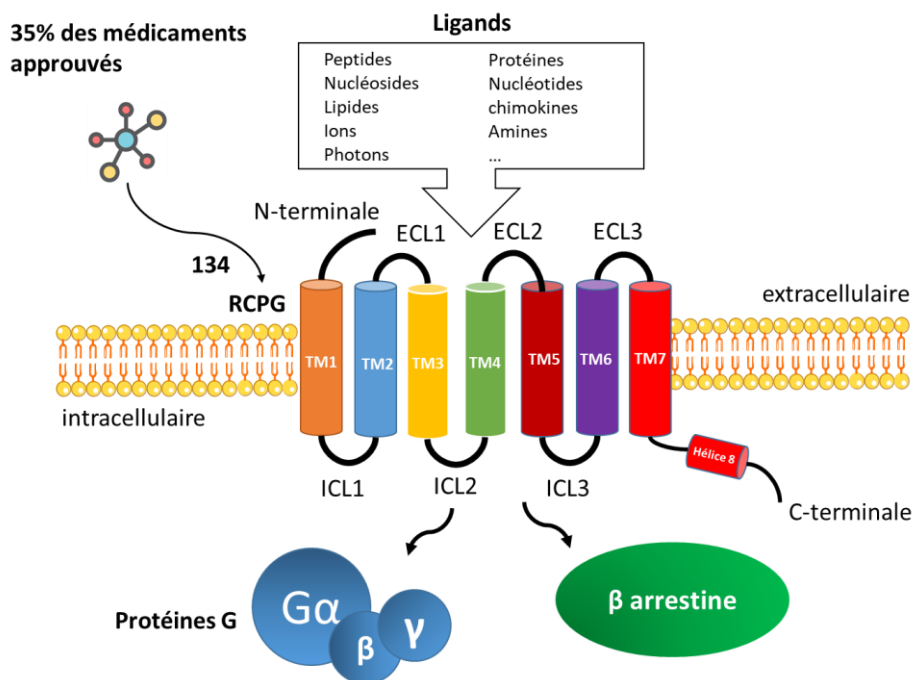 35% des médicaments
approuvés
Ligands
Peptides
Nucléosides
Lipides
Ions
Photons
Protéines
Nucléotides
chimokines
Amines
...
N-terminale
ECL1
ECL2
ECL3
134
RCPG
extracellulaire
TM1
TM2
TM3
TM4
TM5
TM6
TM7
intracellulaire
Hélice 8
ICL1
ICL2
ICL3
C-terminale
Protéines G
Gα
β
γ
β arrestine